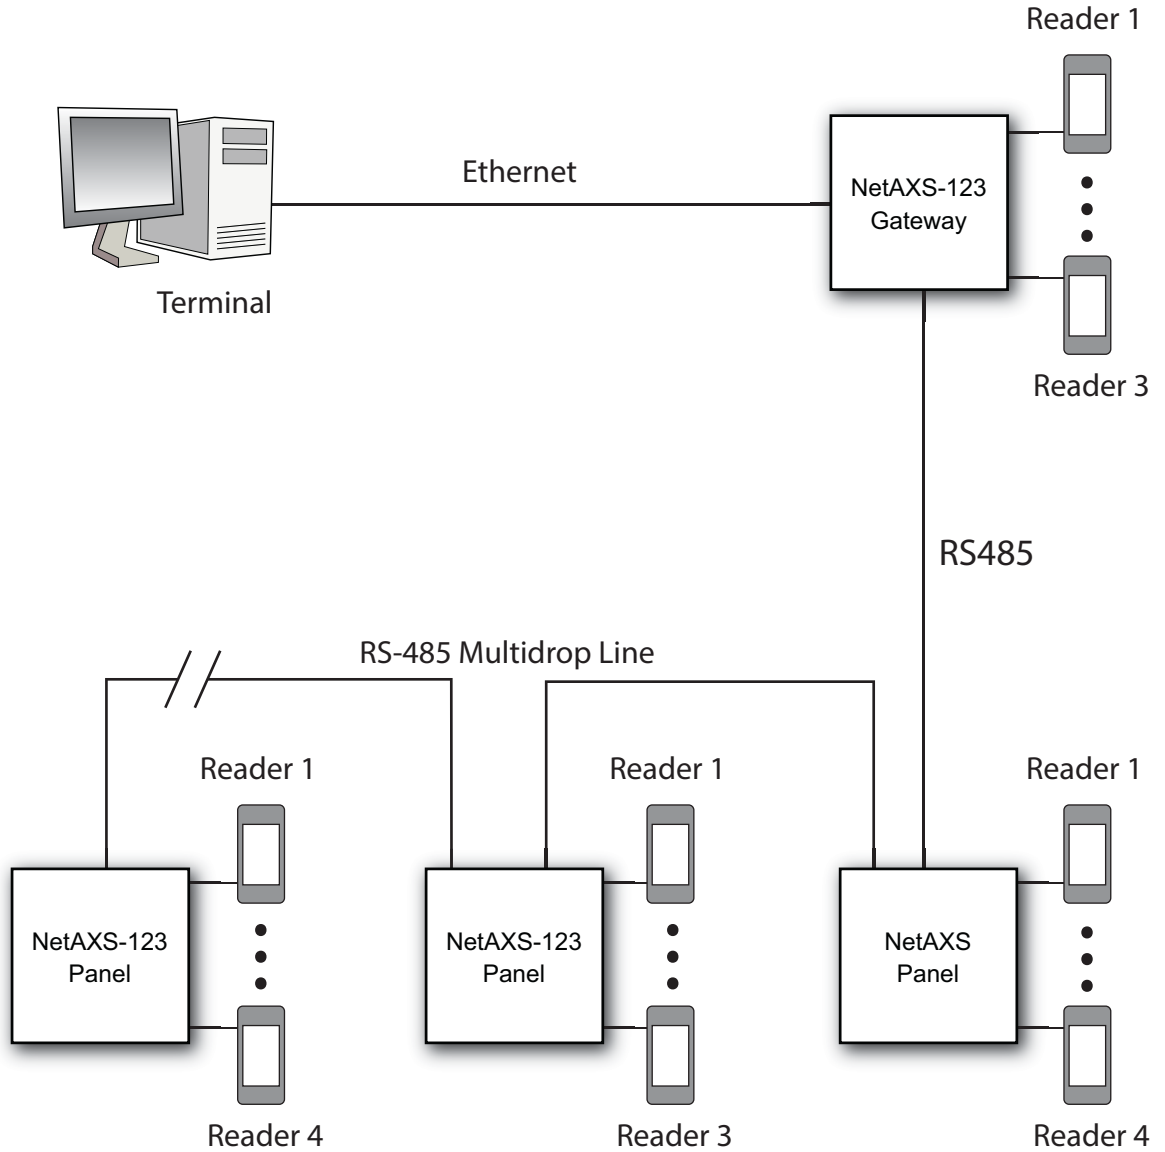 Reader 1
Ethernet
NetAXS-123
Gateway
Terminal
Reader 3
RS485
RS-485 Multidrop Line
Reader 1
Reader 1
Reader 1
NetAXS-123
Panel
NetAXS-123
Panel
NetAXS
Panel
Reader 4
Reader 3
Reader 4